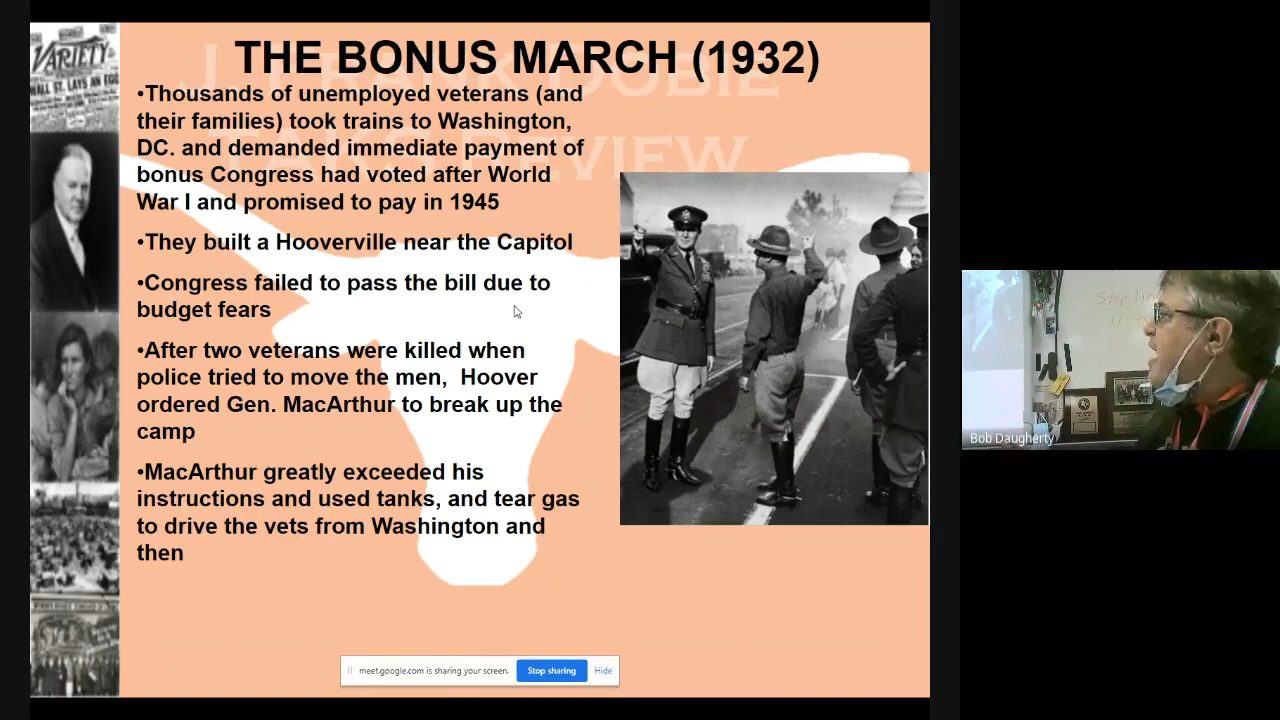 VARIETY
WALL ST. LAYS AN EGG
J FRANK DOBIE
TAKS REVIEW
THE BONUS MARCH (1932)
•Thousands of unemployed veterans (and
their families) took trains to Washington,
DC. and demanded immediate payment of
bonus Congress had voted after World
War I and promised to pay in 1945
•They built a Hooverville near the Capitol
•Congress failed to pass the bill due to
budget fears
•After two veterans were killed when
police tried to move the men,  Hoover
ordered Gen. MacArthur to break up the
camp
•MacArthur greatly exceeded his
instructions and used tanks, and tear gas
to drive the vets from Washington and
then
meet.google.com is sharing your screen. Stop sharing Hide
Stop
Bob Daugherty